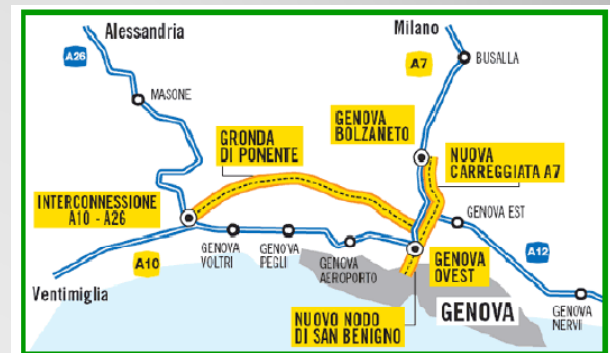 Alessandria
Milano
A26
A7
BUSALLA
MASONE
GENOVA
BOLZANETO
GRONDA
DI PONENTE
NUOVA
CARREGGIATA A7
INTERCONNESSIONE
A10 - A26
GENOVA EST
GENOVA
VOLTRI
GENOVA
PEGLI
GENOVA
AEROPORTO
GENOVA
OVEST
A10
A12
Ventimiglia
NUOVO NODO
DI SAN BENIGNO
GENOVA
GENOVA
NERVI